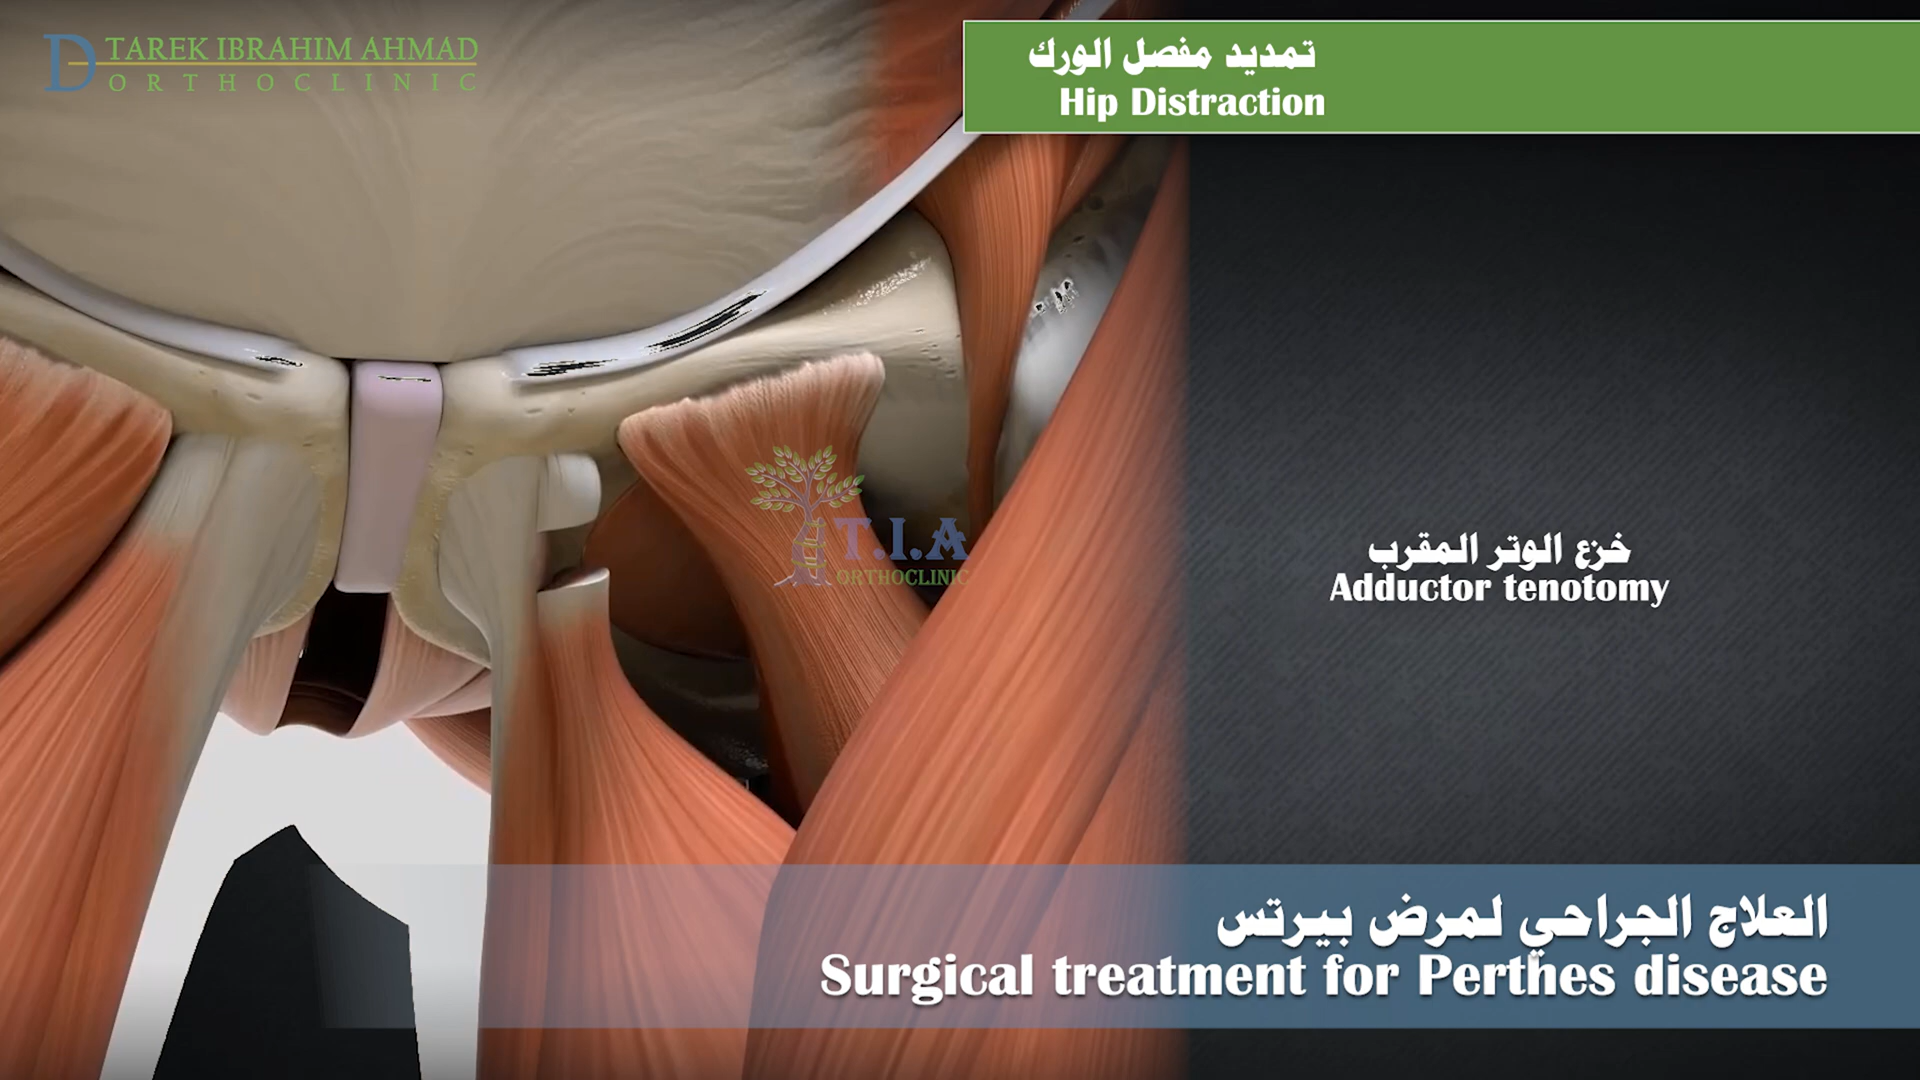 TAREK IBRAHIM AHMAD
ORTHOCLINIC
تمديد مفصل الورك
Hip Distraction
T.I.A
ORTHOCLINIC
خزع الوتر المقرب
Adductor tenotomy
العلاج الجراحي لمرض بيرتس
Surgical treatment for Perthes disease